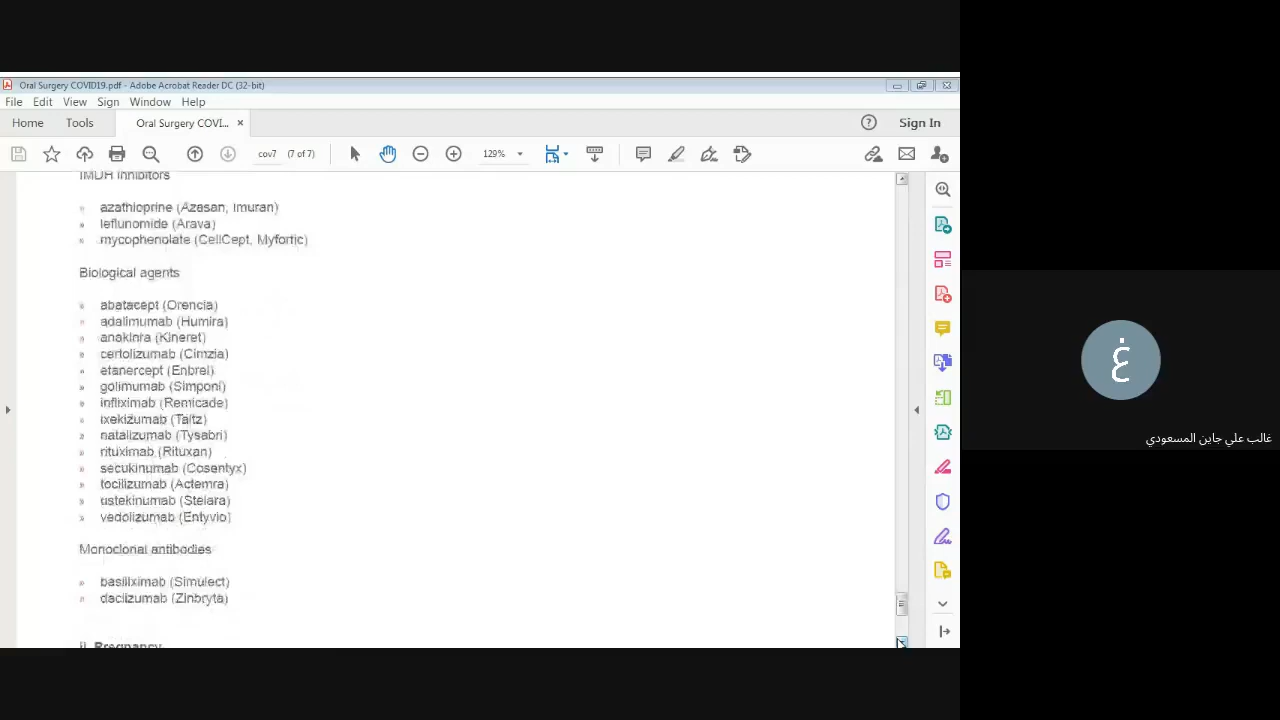 Oral Surgery COVID19.pdf - Adobe Acrobat Reader DC (32-bit)
File Edit View Sign Window Help
Home Tools Oral Surgery COVI... × Sign In
cov7 (7 of 7) 129%
IMDH inhibitors
» azathioprine (Azasan, Imuran)
» leflunomide (Arava)
» mycophenolate (CellCept, Myfortic)
Biological agents
» abatacept (Orencia)
» adalimumab (Humira)
» anakinra (Kineret)
» certolizumab (Cimzia)
» etanercept (Enbrel)
» golimumab (Simponi)
» infliximab (Remicade)
» ixekizumab (Taltz)
» natalizumab (Tysabri)
» rituximab (Rituxan)
» secukinumab (Cosentyx)
» tocilizumab (Actemra)
» ustekinumab (Stelara)
» vedolizumab (Entyvio)
Monoclonal antibodies
» basiliximab (Simulect)
» daclizumab (Zinbryta)
Pregnancy
غ
غالب علي جاين المسعودي